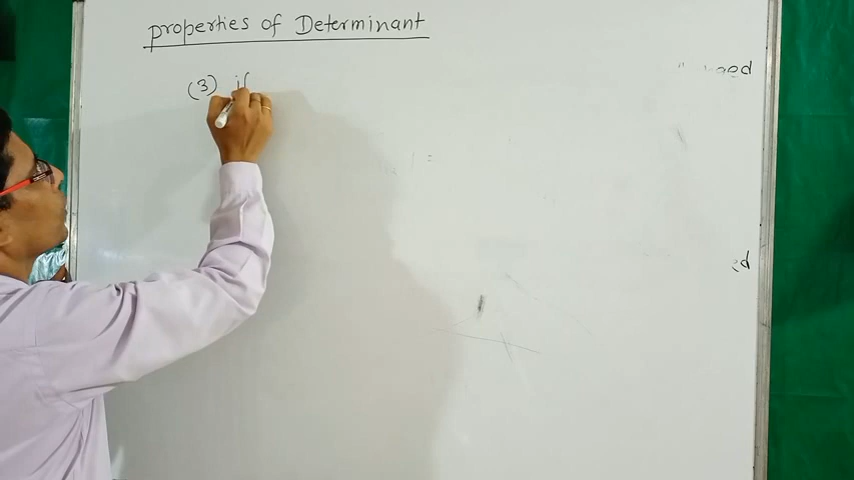 properties of Determinant
(3) if